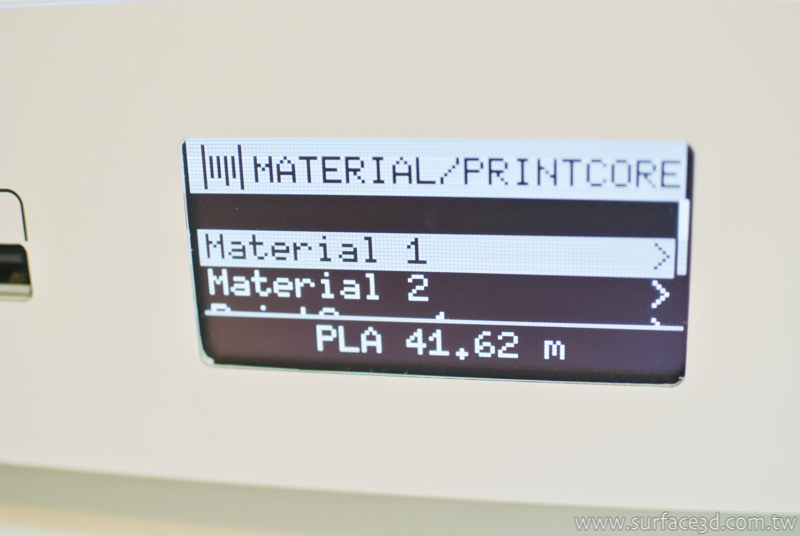 MATERIAL/PRINTCORE
Material 1 >
Material 2 >
PLA 41.62 m
www.surface3d.com.tw